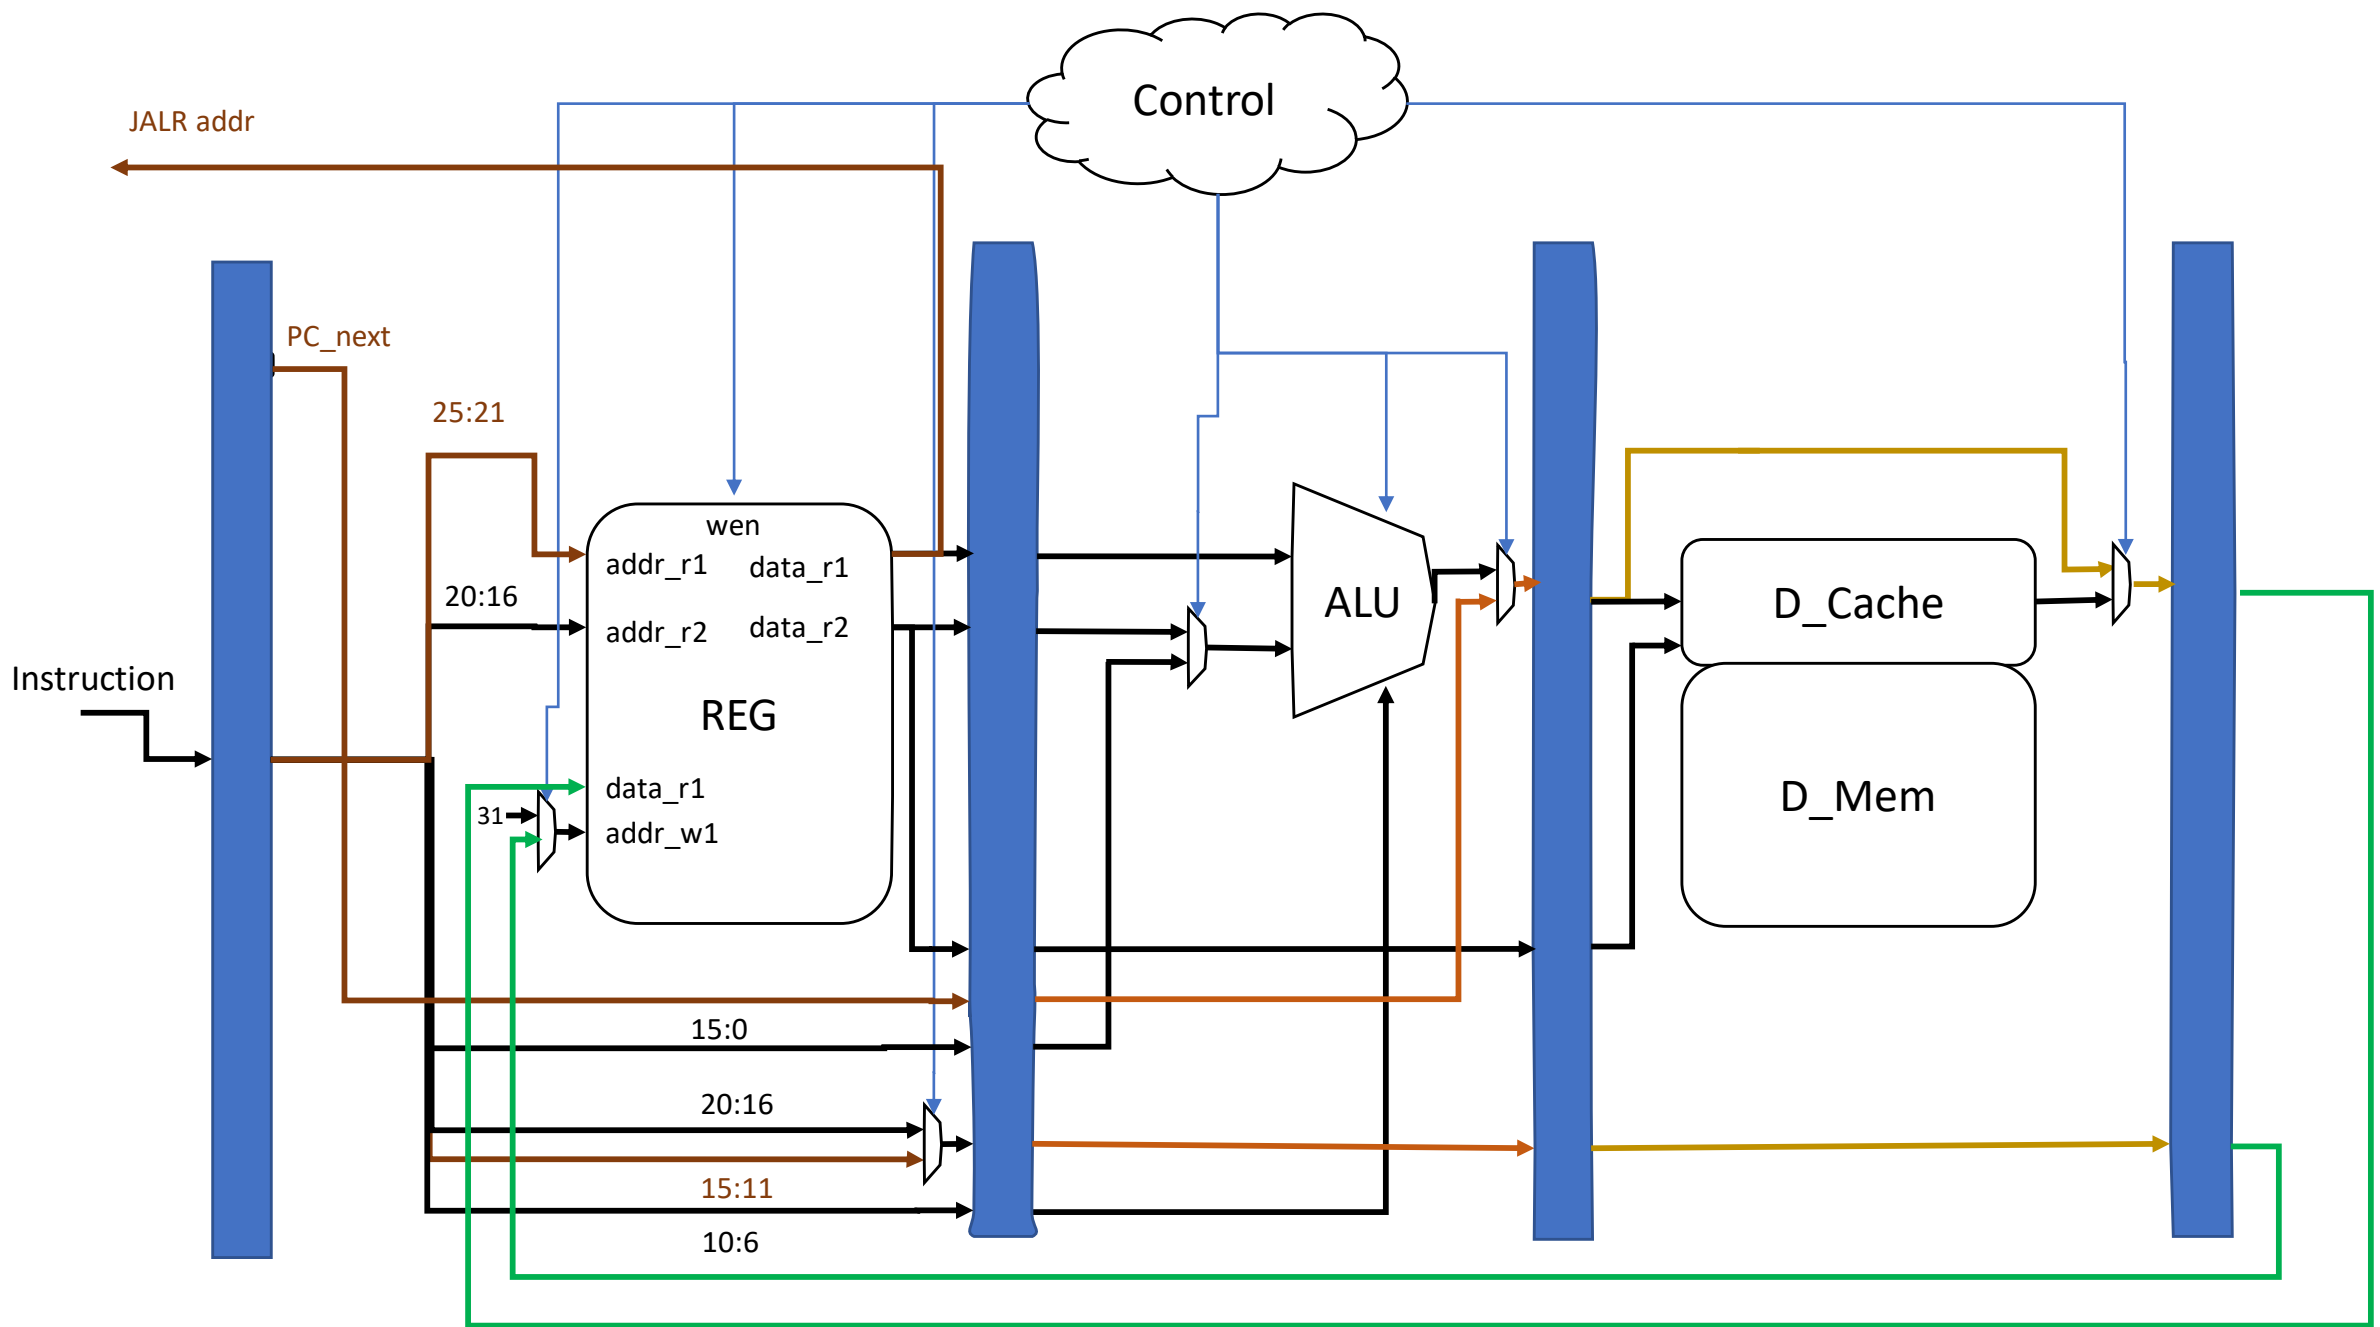 Control
JALR addr
PC_next
25:21
wen
addr_r1
data_r1
20:16
addr_r2
data_r2
ALU
D_Cache
Instruction
REG
data_r1
31
addr_w1
D_Mem
15:0
20:16
15:11
10:6